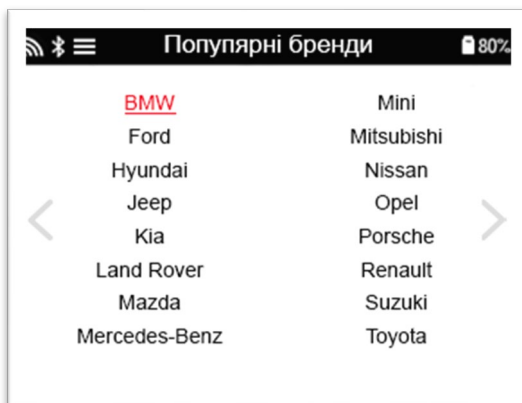 Популярні бренди
80%
BMW
Ford
Hyundai
Jeep
Kia
Land Rover
Mazda
Mercedes-Benz
Mini
Mitsubishi
Nissan
Opel
Porsche
Renault
Suzuki
Toyota